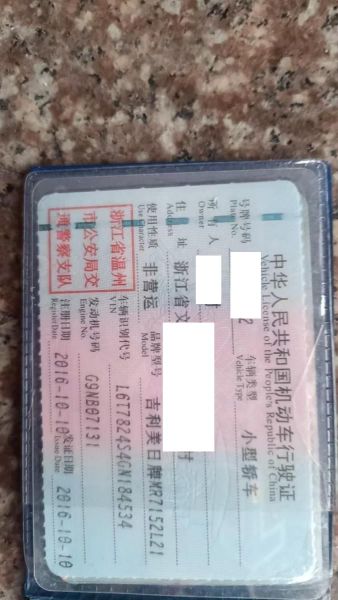 中华人民共和国机动车行驶证
Vehicle License of the People's Republic of China
号牌号码 2 车辆类型 小型轿车
Plate No. Vehicle Type
所有人
Owner
住址 浙江省文 村
Address
使用性质 非营运 品牌型号 吉利美日牌MR7152L21
Use Character Model
浙江省温州
市公安局交
通警察支队
车辆识别代号 L6T7824S4GN184534
VIN
发动机号码 G9NB07131
Engine No.
注册日期 2016-10-10 发证日期 2016-10-10
Register Date Issue Date